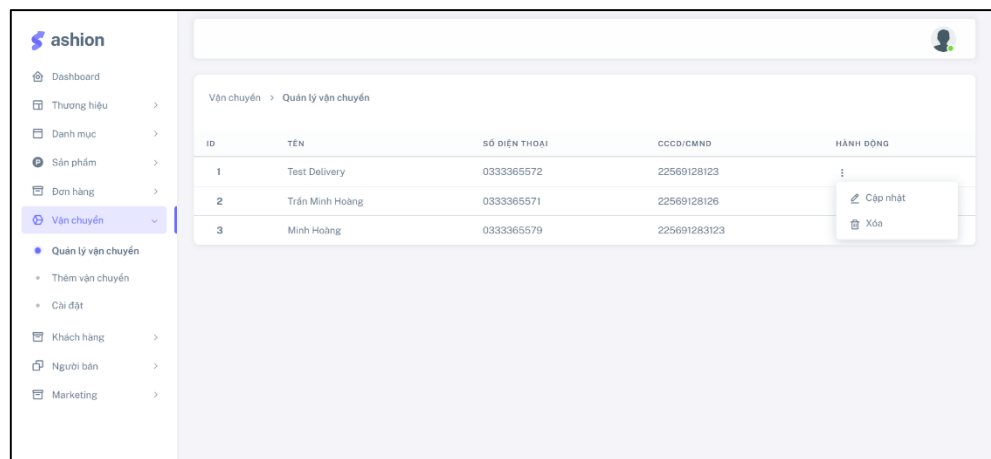 ashion
Dashboard
Thương hiệu
Danh mục
Sản phẩm
Đơn hàng
Vận chuyển
Quản lý vận chuyển
Thêm vận chuyển
Cài đặt
Khách hàng
Người bán
Marketing
Vận chuyển > Quản lý vận chuyển
ID TÊN SỐ ĐIỆN THOẠI CCCD/CMND HÀNH ĐỘNG
1 Test Delivery 0333365572 22569128123
2 Trần Minh Hoàng 0333365571 22569128126
3 Minh Hoàng 0333365579 225691283123
Cập nhật
Xóa